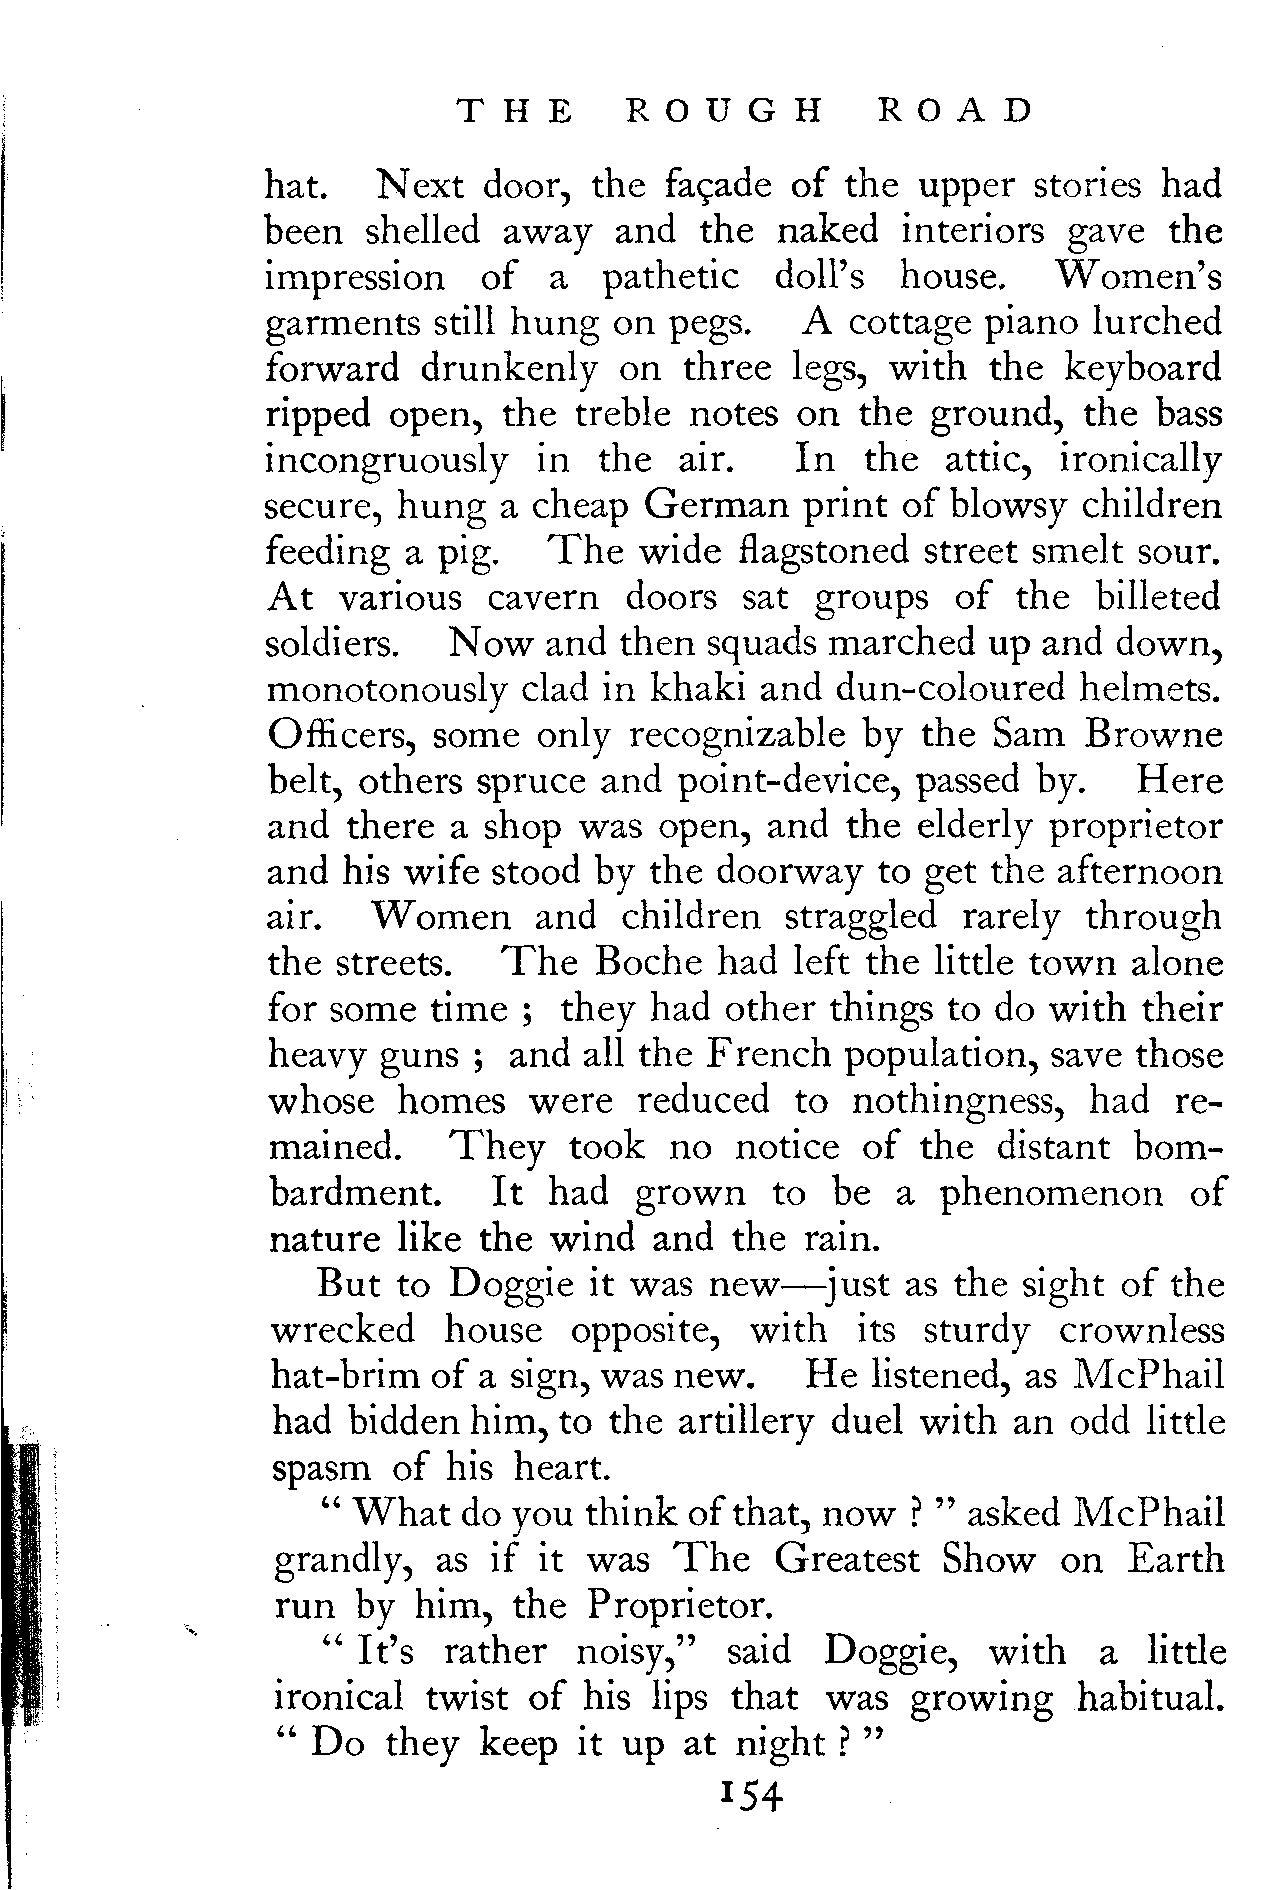 THE ROUGH ROAD
hat. Next door, the façade of the upper stories had
been shelled away and the naked interiors gave the
impression of a pathetic doll's house. Women's
garments still hung on pegs. A cottage piano lurched
forward drunkenly on three legs, with the keyboard
ripped open, the treble notes on the ground, the bass
incongruously in the air. In the attic, ironically
secure, hung a cheap German print of blowsy children
feeding a pig. The wide flagstoned street smelt sour.
At various cavern doors sat groups of the billeted
soldiers. Now and then squads marched up and down,
monotonously clad in khaki and dun-coloured helmets.
Officers, some only recognizable by the Sam Browne
belt, others spruce and point-device, passed by. Here
and there a shop was open, and the elderly proprietor
and his wife stood by the doorway to get the afternoon
air. Women and children straggled rarely through
the streets. The Boche had left the little town alone
for some time ; they had other things to do with their
heavy guns ; and all the French population, save those
whose homes were reduced to nothingness, had re-
mained. They took no notice of the distant bom-
bardment. It had grown to be a phenomenon of
nature like the wind and the rain.
But to Doggie it was new—just as the sight of the
wrecked house opposite, with its sturdy crownless
hat-brim of a sign, was new. He listened, as McPhail
had bidden him, to the artillery duel with an odd little
spasm of his heart.
“ What do you think of that, now ? ” asked McPhail
grandly, as if it was The Greatest Show on Earth
run by him, the Proprietor.
“ It's rather noisy,” said Doggie, with a little
ironical twist of his lips that was growing habitual.
“ Do they keep it up at night ? ”
154